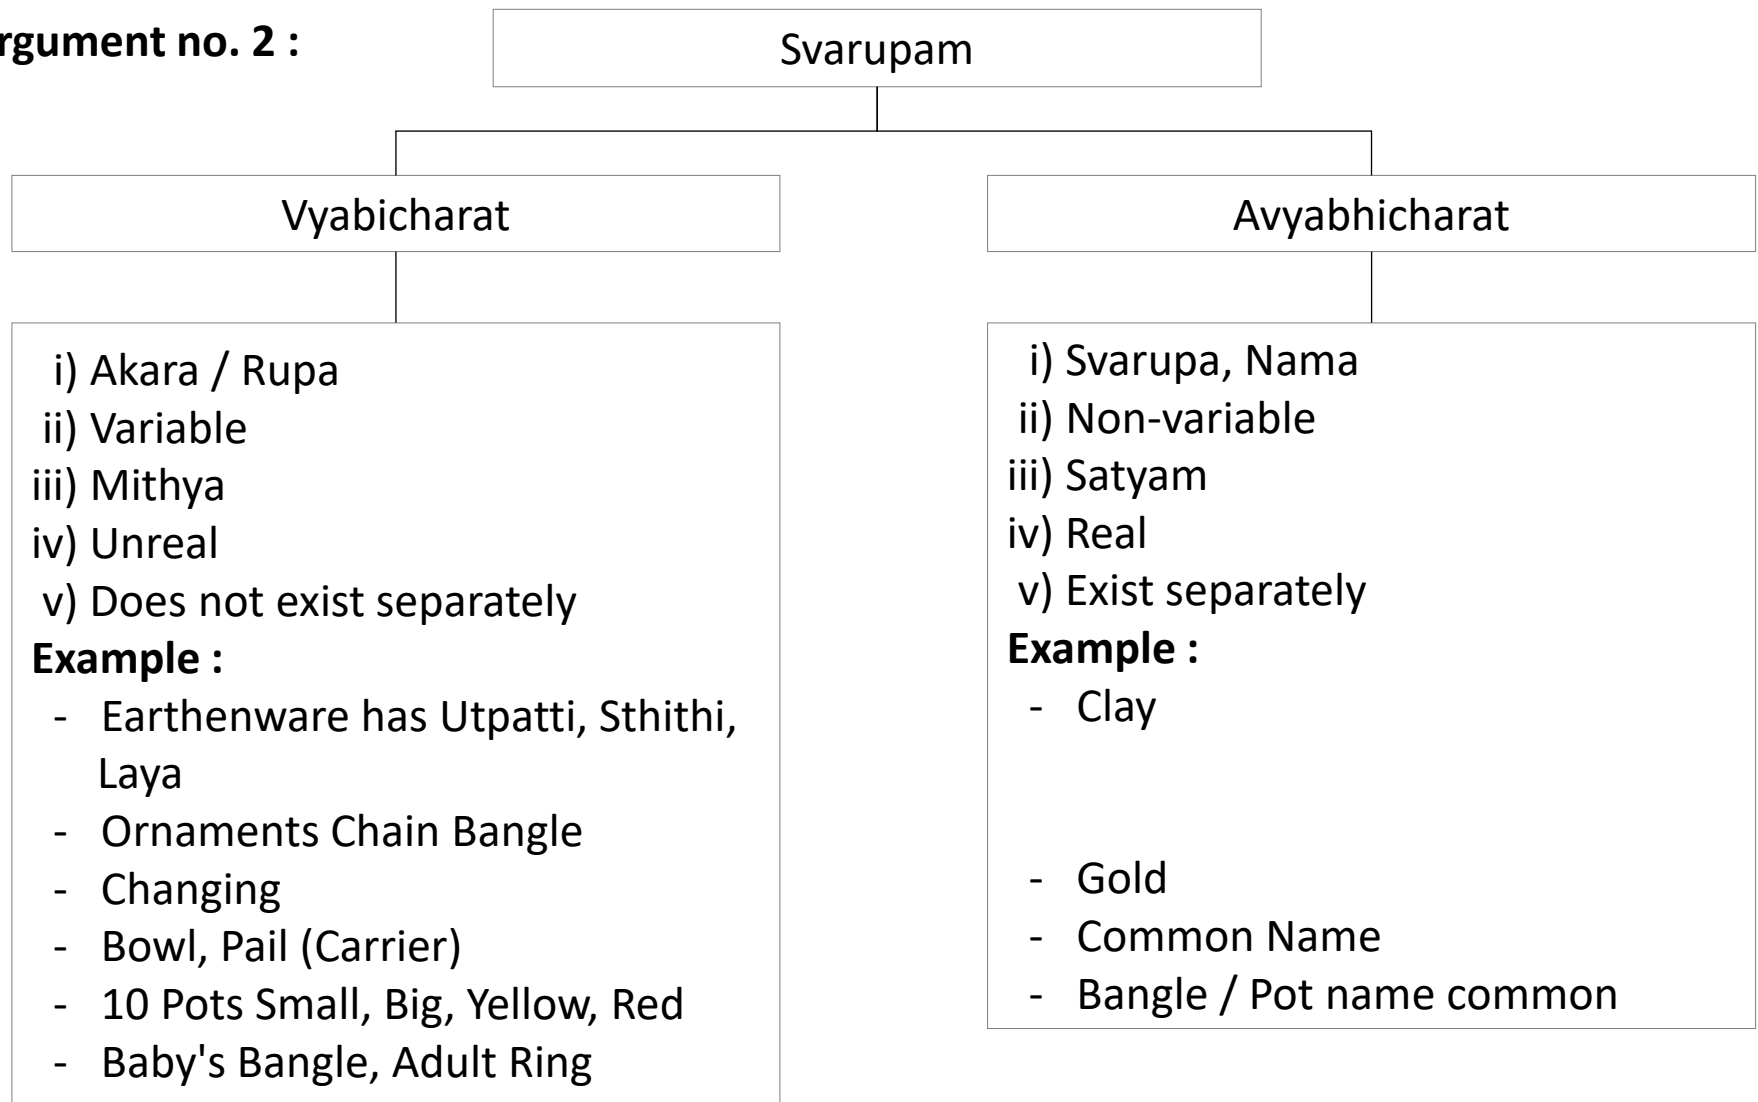 rgument no. 2 :
Svarupam
Vyabicharat
i) Akara / Rupa
ii) Variable
iii) Mithya
iv) Unreal
v) Does not exist separately
Example :
- Earthenware has Utpatti, Sthithi,
Laya
- Ornaments Chain Bangle
- Changing
- Bowl, Pail (Carrier)
- 10 Pots Small, Big, Yellow, Red
- Baby's Bangle, Adult Ring
Avyabhicharat
i) Svarupa, Nama
ii) Non-variable
iii) Satyam
iv) Real
v) Exist separately
Example :
- Clay
- Gold
- Common Name
- Bangle / Pot name common